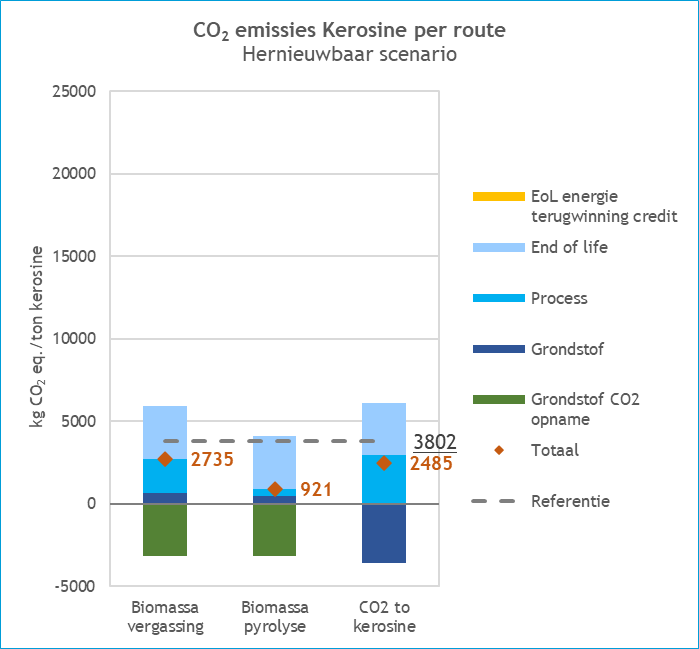 CO₂ emissies Kerosine per route
Hernieuwbaar scenario
kg CO₂ eq./ton kerosine
25000
20000
15000
10000
5000
0
-5000
2735
921
3802
2485
Biomassa
vergassing
Biomassa
pyrolyse
CO2 to
kerosine
EoL energie
terugwinning credit
End of life
Process
Grondstof
Grondstof CO2
opname
Totaal
Referentie